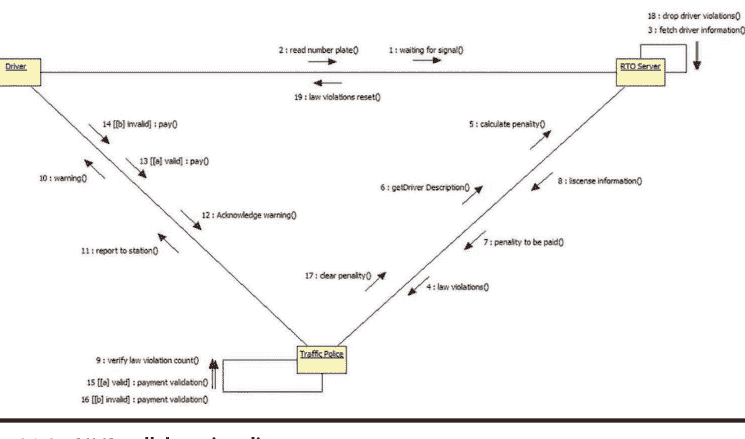 18 : drop driver violations()
3 : fetch driver information()
2 : read number plate()
1 : waiting for signal()
Driver
RTO Server
19 : law violations reset()
14 [[b] invalid] : pay()
5 : calculate penality()
13 [[a] valid] : pay()
10 : warning()
8 : liscense information()
6 : getDriver Description()
12 : Acknowledge warning()
11 : report to station()
7 : penality to be paid()
17 : clear penality()
4 : law violations()
Traffic Police
9 : verify law violation count()
15 [[a] valid] : payment validation()
16 [[b] invalid] : payment validation()